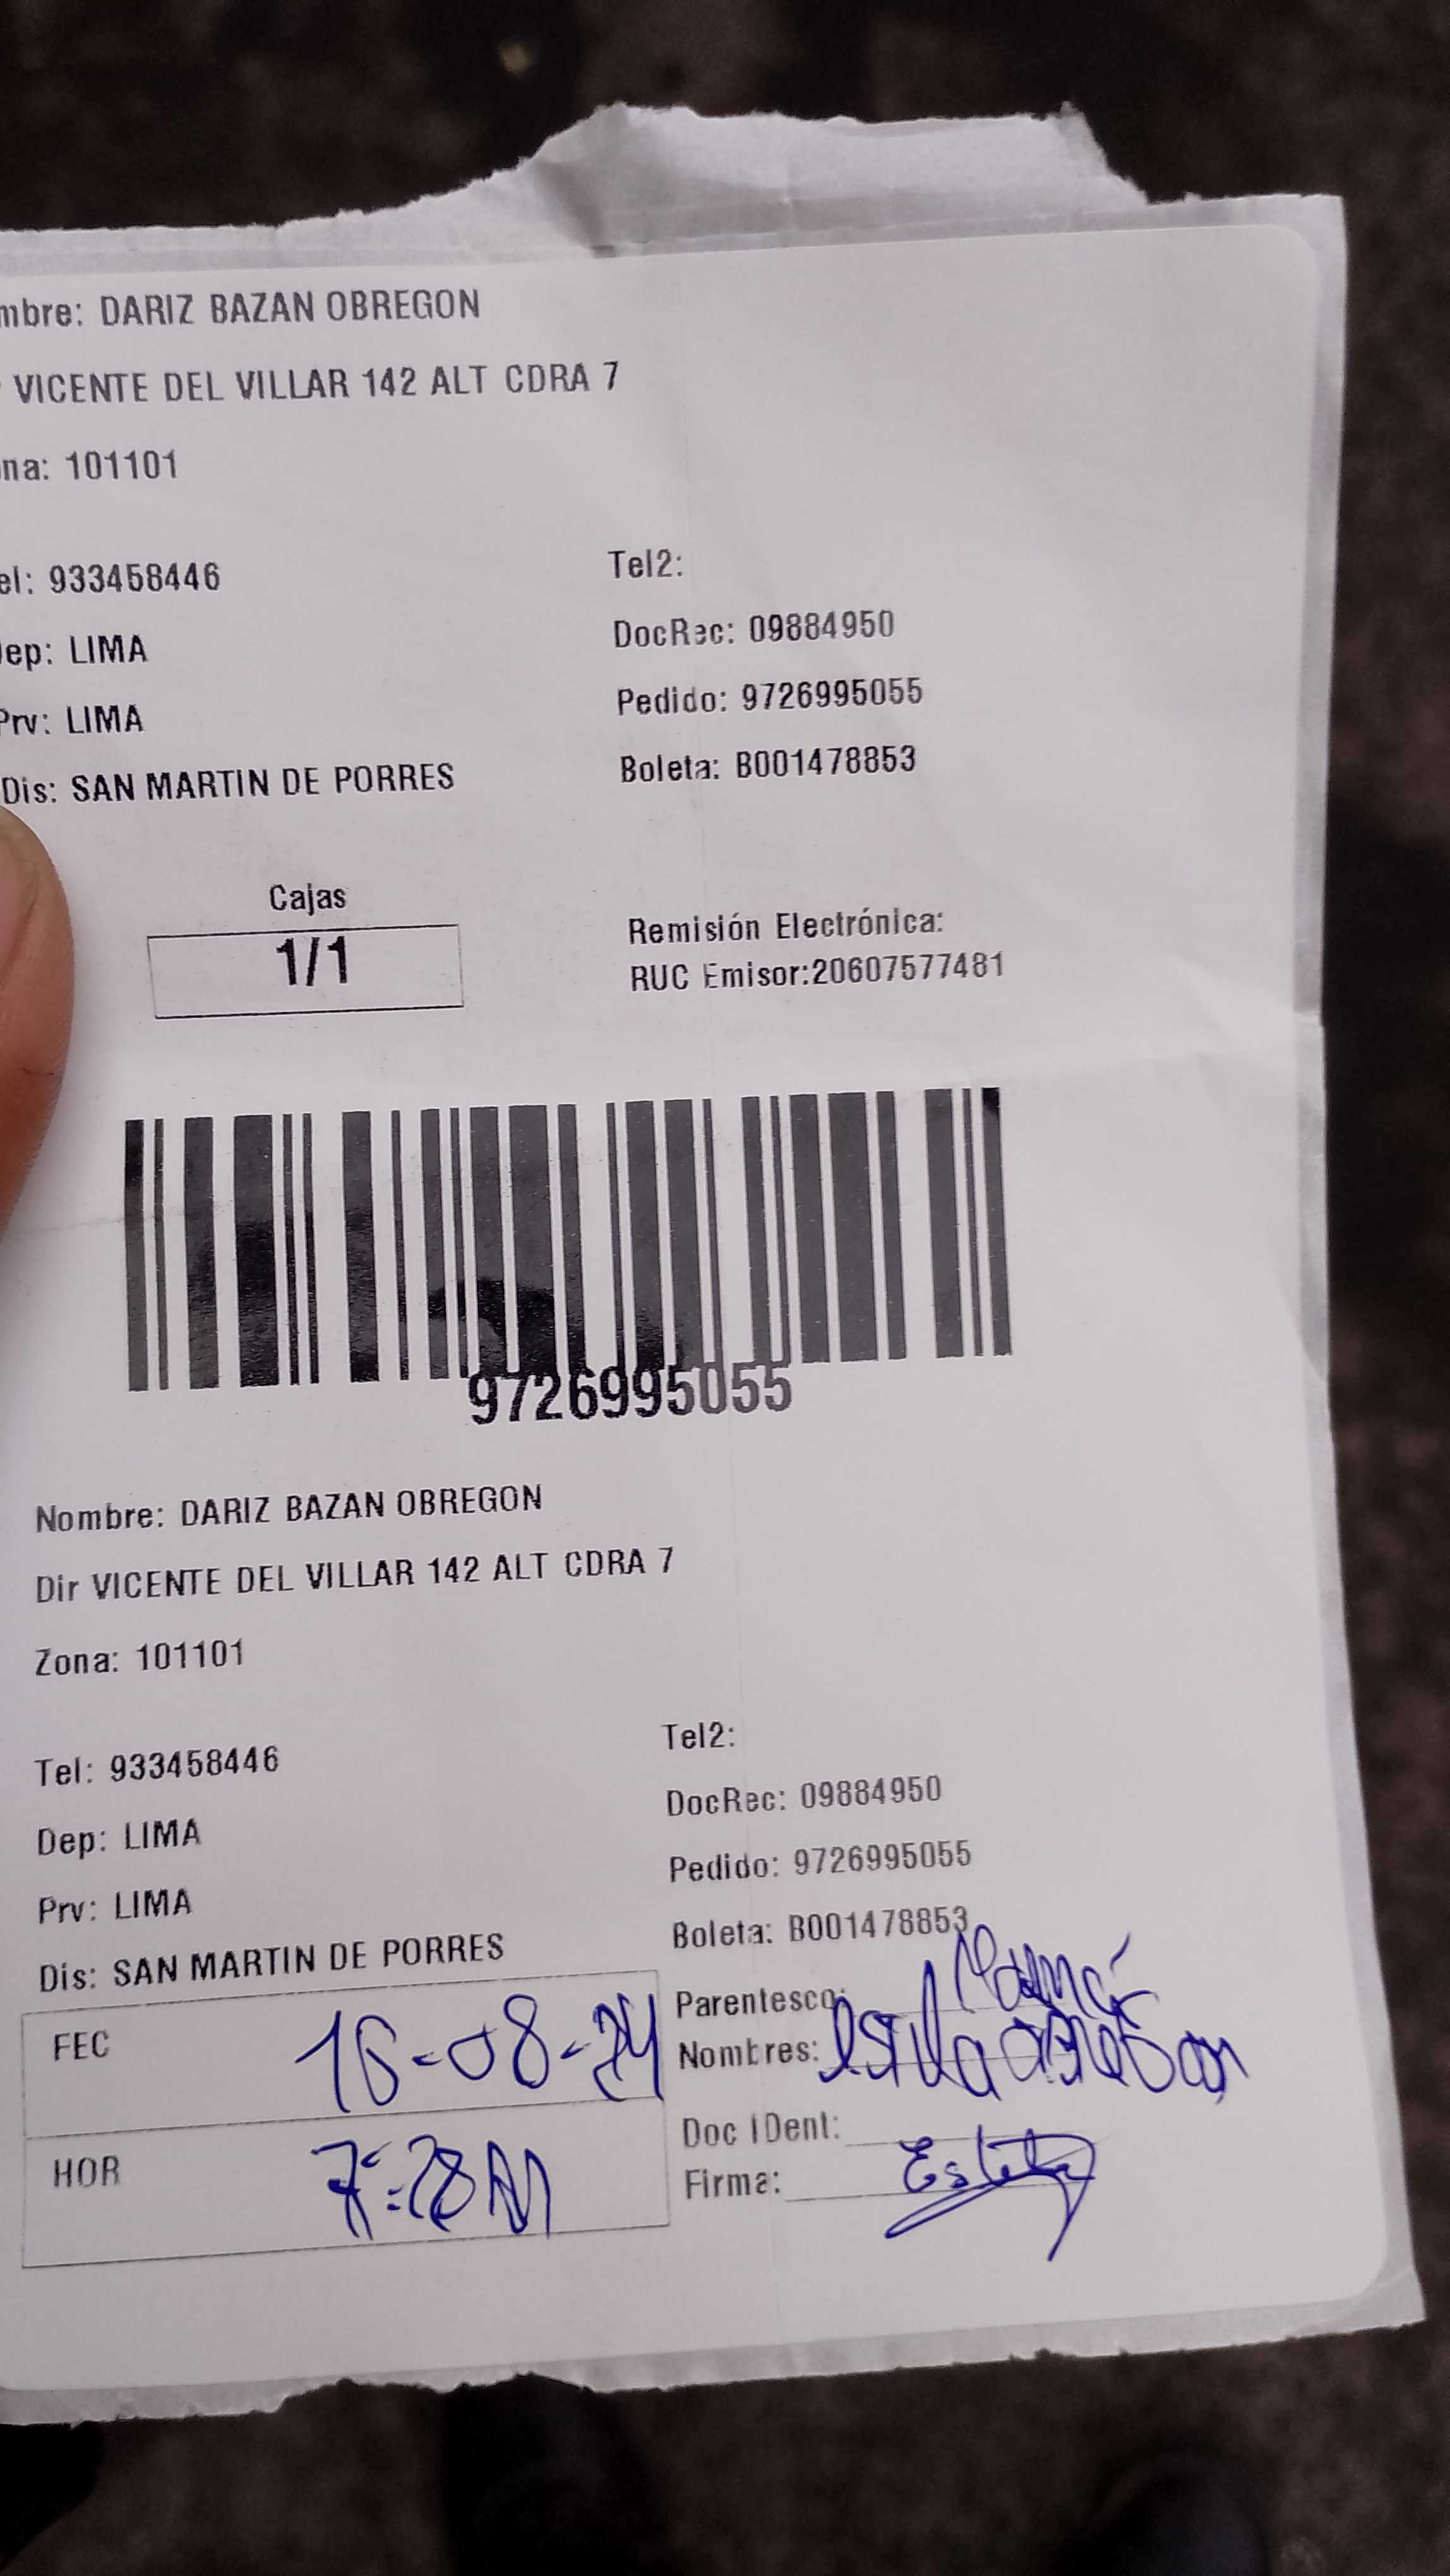 mbre: DARIZ BAZAN OBREGON
VICENTE DEL VILLAR 142 ALT CDRA 7
na: 101101
el: 933458446
Tel2:
ep: LIMA
DocRec: 09884950
Prv: LIMA
Pedido: 9726995055
Dis: SAN MARTIN DE PORRES
Boleta: B001478853
Cajas
1/1
Remisión Electrónica:
RUC Emisor:20607577481
9726995055
Nombre: DARIZ BAZAN OBREGON
Dir VICENTE DEL VILLAR 142 ALT CDRA 7
Zona: 101101
Tel: 933458446
Tel2:
Dep: LIMA
DocRec: 09884950
Prv: LIMA
Pedido: 9726995055
Dis: SAN MARTIN DE PORRES
Boleta: B001478853
Parentesco: Mamá
FEC 16-08-24
Nombres:
Doc IDent:
HOR 7:28 AM
Firma: